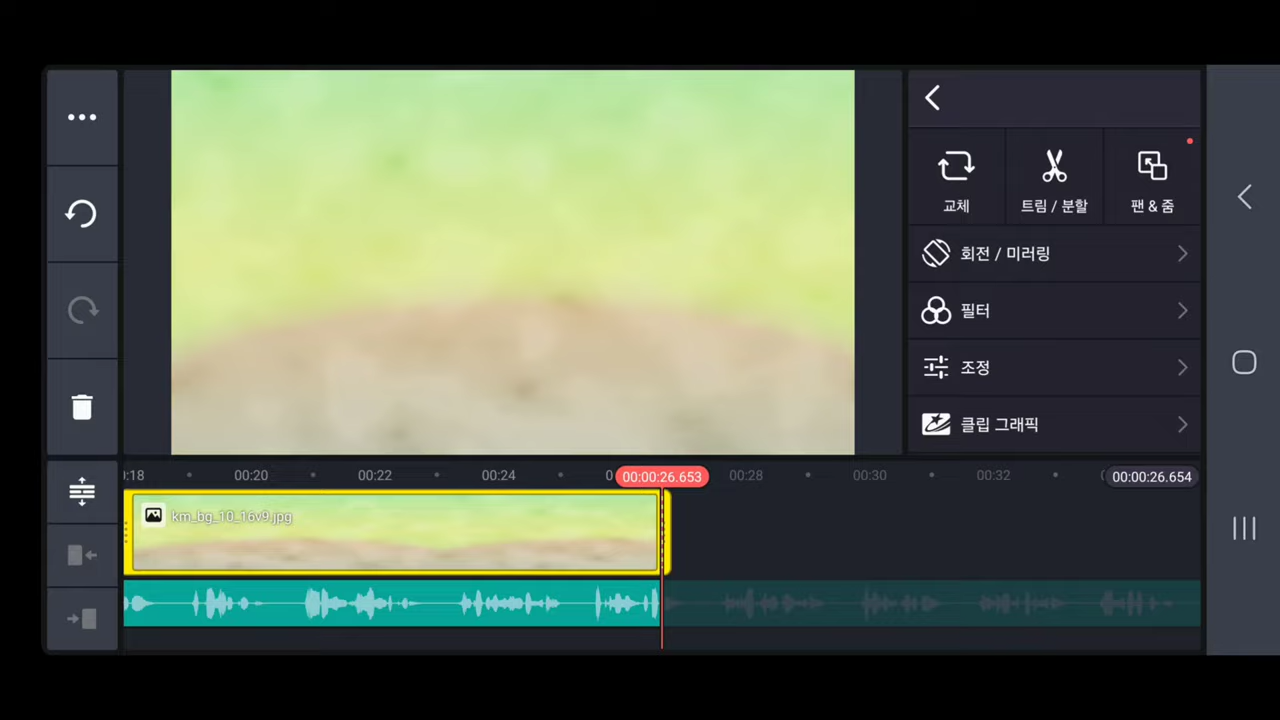 교체
트림 / 분할
팬 & 줌
회전 / 미러링
필터
조정
클립 그래픽
:18 00:20 00:22 00:24 0 00:00:26.653 00:28 00:30 00:32 00:00:26.654
km_bg_10_16v9.jpg